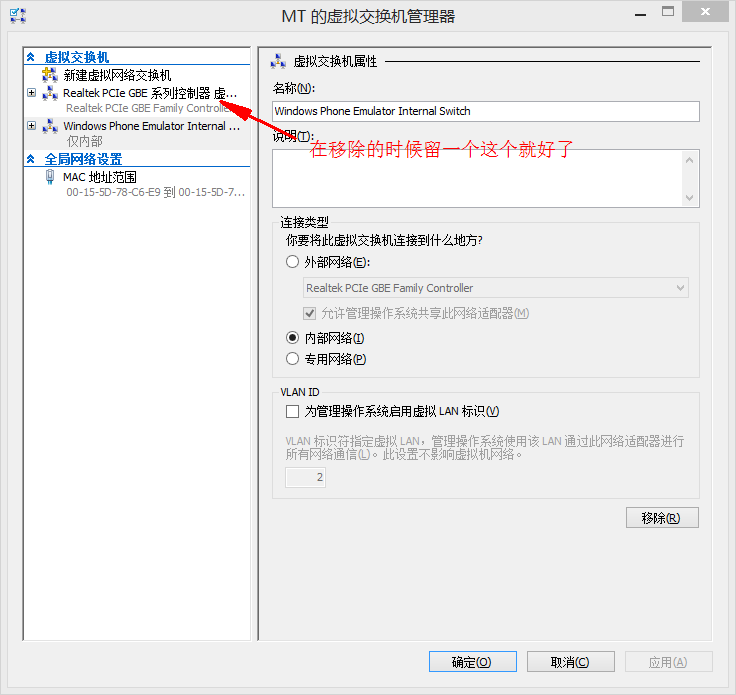 MT 的虚拟交换机管理器
虚拟交换机
新建虚拟网络交换机
Realtek PCIe GBE 系列控制器 虚...
Realtek PCIe GBE Family Controlle...
Windows Phone Emulator Internal ...
仅内部
全局网络设置
MAC 地址范围
00-15-5D-78-C6-E9 到 00-15-5D-7...
虚拟交换机属性
名称(N):
Windows Phone Emulator Internal Switch
说明(T):
在移除的时候留一个这个就好了
连接类型
你要将此虚拟交换机连接到什么地方?
外部网络(E):
Realtek PCIe GBE Family Controller
允许管理操作系统共享此网络适配器(M)
内部网络(I)
专用网络(P)
VLAN ID
为管理操作系统启用虚拟 LAN 标识(V)
VLAN 标识符指定虚拟 LAN，管理操作系统使用该 LAN 通过此网络适配器进行
所有网络通信(L)。此设置不影响虚拟机网络。
2
移除(R)
确定(O)
取消(C)
应用(A)